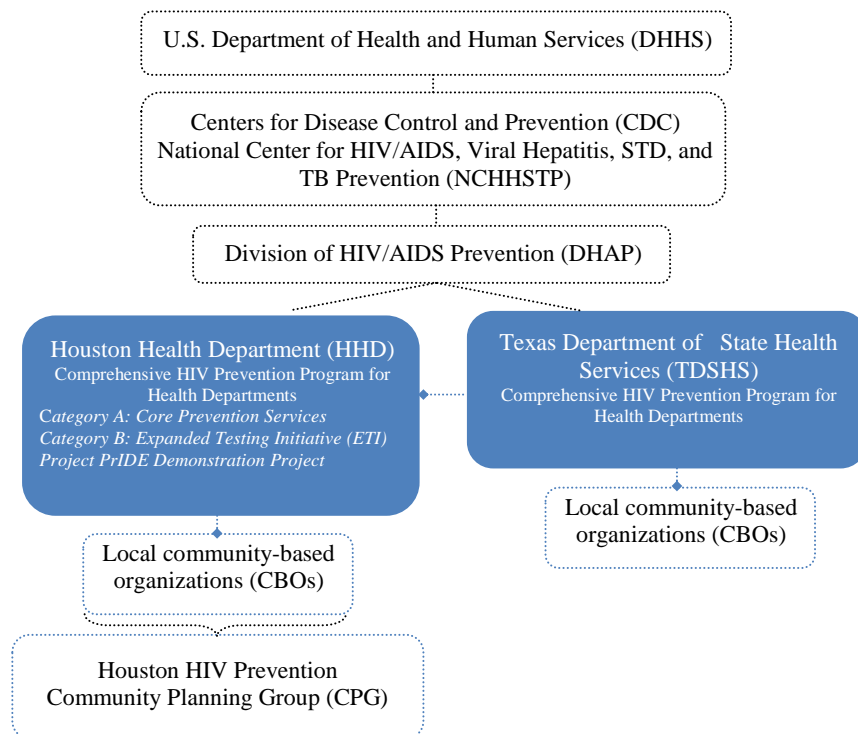 U.S. Department of Health and Human Services (DHHS)
Centers for Disease Control and Prevention (CDC)
National Center for HIV/AIDS, Viral Hepatitis, STD, and
TB Prevention (NCHHSTP)
Division of HIV/AIDS Prevention (DHAP)
Houston Health Department (HHD)
Comprehensive HIV Prevention Program for
Health Departments
Category A: Core Prevention Services
Category B: Expanded Testing Initiative (ETI)
Project PrIDE Demonstration Project
Texas Department of State Health
Services (TDSHS)
Comprehensive HIV Prevention Program for
Health Departments
Local community-based
organizations (CBOs)
Local community-based
organizations (CBOs)
Houston HIV Prevention
Community Planning Group (CPG)